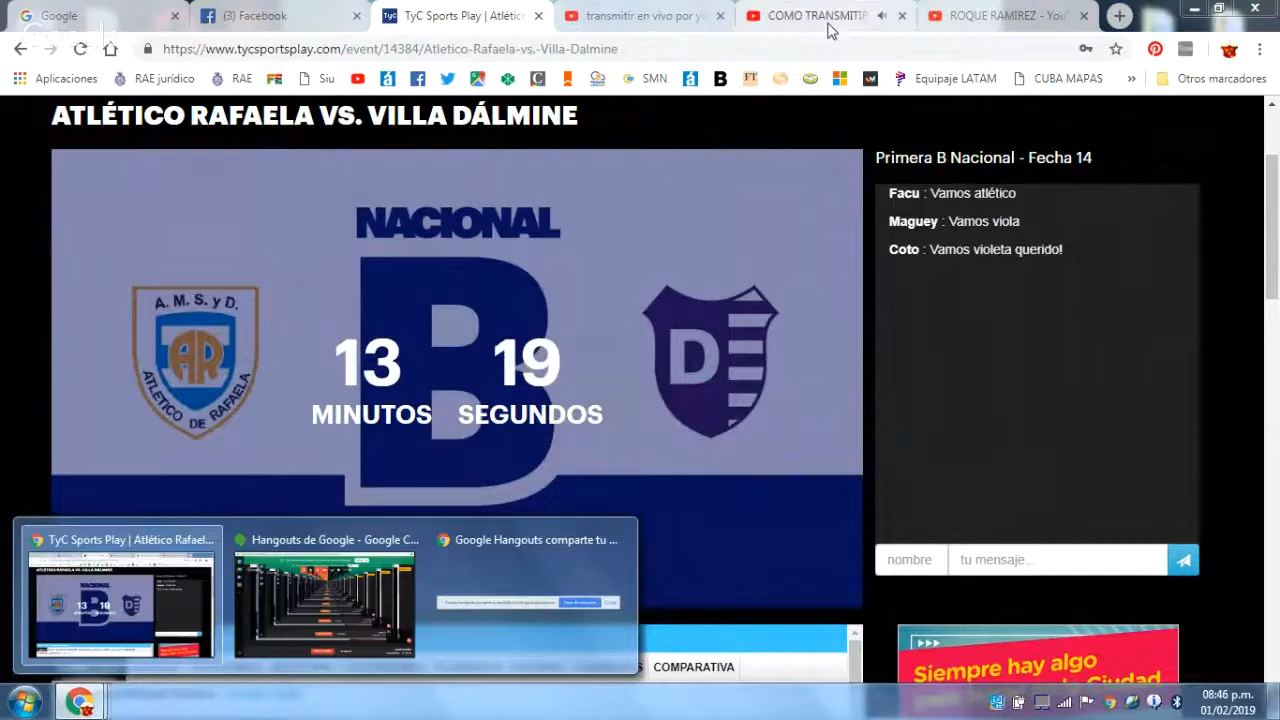 Google
(3) Facebook
TyC Sports Play | Atlétic
transmitir en vivo por y
COMO TRANSMITI
ROQUE RAMIREZ - You
https://www.tycsportsplay.com/event/14384/Atletico-Rafaela-vs.-Villa-Dalmine
Aplicaciones
RAE jurídico
RAE
Siu
SMN
B
FT
Equipaje LATAM
CUBA MAPAS
»
Otros marcadores
ATLÉTICO RAFAELA VS. VILLA DÁLMINE
Primera B Nacional - Fecha 14
Facu : Vamos atlético
Maguey : Vamos viola
Coto : Vamos violeta querido!
NACIONAL
B
A. M. S. y D.
AR
ATLETICO DE RAFAELA
D
13 19
MINUTOS SEGUNDOS
nombre
tu mensaje...
TyC Sports Play | Atlético Rafael...
Hangouts de Google - Google C...
Google Hangouts comparte tu ...
COMPARATIVA
Siempre hay algo
Ciudad
08:46 p.m.
01/02/2019